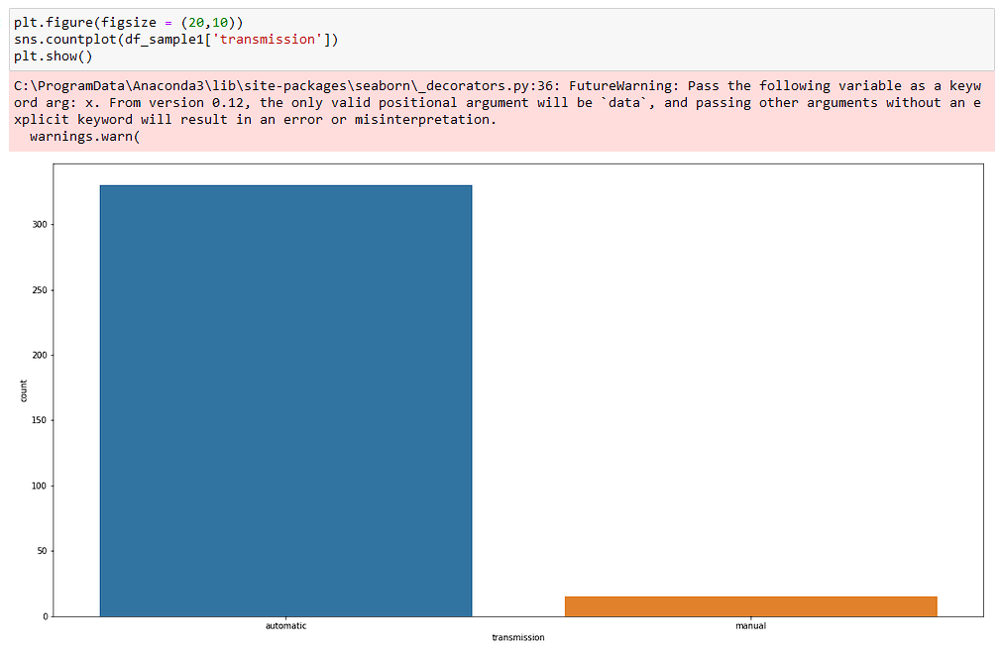 plt.figure(figsize = (20,10))
sns.countplot(df_sample1['transmission'])
plt.show()
C:\ProgramData\Anaconda3\lib\site-packages\seaborn\_decorators.py:36: FutureWarning: Pass the following variable as a keyw
ord arg: x. From version 0.12, the only valid positional argument will be `data`, and passing other arguments without an e
xplicit keyword will result in an error or misinterpretation.
  warnings.warn(
300
250
200
150
100
50
0
count
automatic
manual
transmission